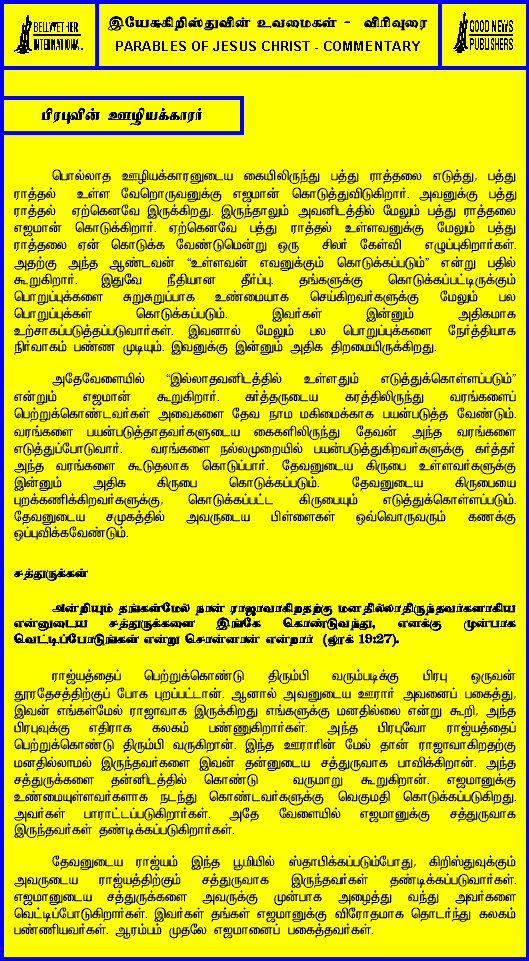 BELLWETHER
INTERNATIONAL
இயேசுகிறிஸ்துவின் உவமைகள் - விரிவுரை
PARABLES OF JESUS CHRIST - COMMENTARY
GOOD NEWS
PUBLISHERS
பிரபுவின் ஊழியக்காரர்
பொல்லாத ஊழியக்காரனுடைய கையிலிருந்து பத்து ராத்தலை எடுத்து, பத்து
ராத்தல் உள்ள வேறொருவனுக்கு எஜமான் கொடுத்துவிடுகிறார். அவனுக்கு பத்து
ராத்தல் ஏற்கெனவே இருக்கிறது. இருந்தாலும் அவனிடத்தில் மேலும் பத்து ராத்தலை
எஜமான் கொடுக்கிறார். ஏற்கெனவே பத்து ராத்தல் உள்ளவனுக்கு மேலும் பத்து
ராத்தலை ஏன் கொடுக்க வேண்டுமென்று ஒரு சிலர் கேள்வி எழுப்புகிறார்கள்.
அதற்கு அந்த ஆண்டவன் “உள்ளவன் எவனுக்கும் கொடுக்கப்படும்” என்று பதில்
கூறுகிறார். இதுவே நீதியான தீர்ப்பு. தங்களுக்கு கொடுக்கப்பட்டிருக்கும்
பொறுப்புக்களை சுறுசுறுப்பாக உண்மையாக செய்கிறவர்களுக்கு மேலும் பல
பொறுப்புக்கள் கொடுக்கப்படும். இவர்கள் இன்னும் அதிகமாக
உற்சாகப்படுத்தப்படுவார்கள். இவனால் மேலும் பல பொறுப்புக்களை நேர்த்தியாக
நிர்வாகம் பண்ண முடியும். இவனுக்கு இன்னும் அதிக திறமையிருக்கிறது.
அதேவேளையில் “இல்லாதவனிடத்தில் உள்ளதும் எடுத்துக்கொள்ளப்படும்”
என்றும் எஜமான் கூறுகிறார். கர்த்தருடைய கரத்திலிருந்து வரங்களைப்
பெற்றுக்கொண்டவர்கள் அவைகளை தேவ நாம மகிமைக்காக பயன்படுத்த வேண்டும்.
வரங்களை பயன்படுத்தாதவர்களுடைய கைகளிலிருந்து தேவன் அந்த வரங்களை
எடுத்துப்போடுவார். வரங்களை நல்லமுறையில் பயன்படுத்துகிறவர்களுக்கு கர்த்தர்
அந்த வரங்களை கூடுதலாக கொடுப்பார். தேவனுடைய கிருபை உள்ளவர்களுக்கு
இன்னும் அதிக கிருபை கொடுக்கப்படும். தேவனுடைய கிருபையை
புறக்கணிக்கிறவர்களுக்கு, கொடுக்கப்பட்ட கிருபையும் எடுத்துக்கொள்ளப்படும்.
தேவனுடைய சமுகத்தில் அவருடைய பிள்ளைகள் ஒவ்வொருவரும் கணக்கு
ஒப்புவிக்கவேண்டும்.
சத்துருக்கள்
அன்றியும் தங்கள்மேல் நான் ராஜாவாகிறதற்கு மனதில்லாதிருந்தவர்களாகிய
என்னுடைய சத்துருக்களை இங்கே கொண்டுவந்து, எனக்கு முன்பாக
வெட்டிப்போடுங்கள் என்று சொன்னான் என்றார் (லூக் 19:27).
ராஜ்யத்தைப் பெற்றுக்கொண்டு திரும்பி வரும்படிக்கு பிரபு ஒருவன்
தூரதேசத்திற்குப் போக புறப்பட்டான். ஆனால் அவனுடைய ஊரார் அவனைப் பகைத்து,
இவன் எங்கள்மேல் ராஜாவாக இருக்கிறது எங்களுக்கு மனதில்லை என்று கூறி, அந்த
பிரபுவுக்கு எதிராக கலகம் பண்ணுகிறார்கள். அந்த பிரபுவோ ராஜ்யத்தைப்
பெற்றுக்கொண்டு திரும்பி வருகிறான். இந்த ஊராரின் மேல் தான் ராஜாவாகிறதற்கு
மனதில்லாமல் இருந்தவர்களை இவன் தன்னுடைய சத்துருவாக பாவிக்கிறான். அந்த
சத்துருக்களை தன்னிடத்தில் கொண்டு வருமாறு கூறுகிறான். எஜமானுக்கு
உண்மையுள்ளவர்களாக நடந்து கொண்டவர்களுக்கு வெகுமதி கொடுக்கப்படுகிறது.
அவர்கள் பாராட்டப்படுகிறார்கள். அதே வேளையில் எஜமானுக்கு சத்துருவாக
இருந்தவர்கள் தண்டிக்கப்படுகிறார்கள்.
தேவனுடைய ராஜ்யம் இந்த பூமியில் ஸ்தாபிக்கப்படும்போது, கிறிஸ்துவுக்கும்
அவருடைய ராஜ்யத்திற்கும் சத்துருவாக இருந்தவர்கள் தண்டிக்கப்படுவார்கள்.
எஜமானுடைய சத்துருக்களை அவருக்கு முன்பாக அழைத்து வந்து அவர்களை
வெட்டிப்போடுகிறார்கள். இவர்கள் தங்கள் எஜமானுக்கு விரோதமாக தொடர்ந்து கலகம்
பண்ணியவர்கள். ஆரம்பம் முதலே எஜமானைப் பகைத்தவர்கள்.